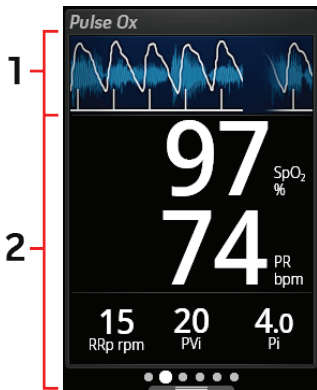 Pulse Ox
1
97 SpO₂
%
2
74 PR
bpm
15 20 4.0
RRp rpm PVi Pi